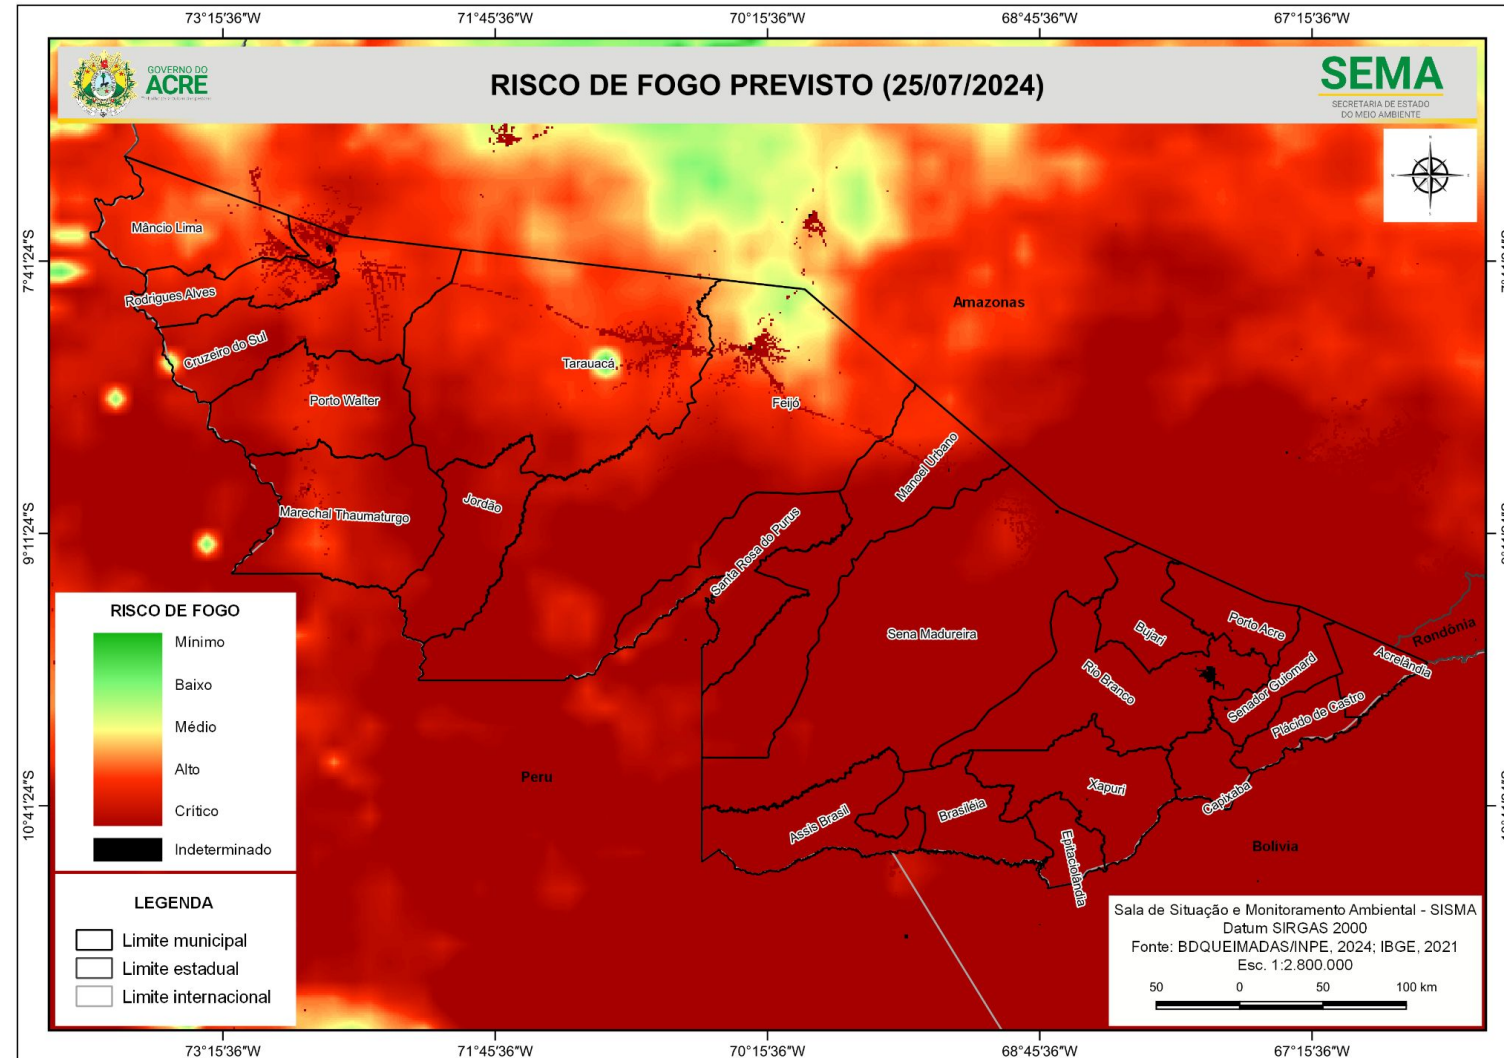 73°15'36"W
71°45'36"W
70°15'36"W
68°45'36"W
67°15'36"W
GOVERNO DO
ACRE
RISCO DE FOGO PREVISTO (25/07/2024)
SEMA
SECRETARIA DE ESTADO
DO MEIO AMBIENTE
7°41'24"S
9°11'24"S
10°41'24"S
Mâncio Lima
Rodrigues Alves
Cruzeiro do Sul
Porto Walter
Marechal Thaumaturgo
Jordão
Tarauacá
Feijó
Amazonas
Manoel Urbano
Santa Rosa do Purus
Sena Madureira
Bujari
Porto Acre
Rio Branco
Senador Guiomard
Acrelândia
Rondônia
Plácido de Castro
Capixaba
Xapuri
Brasiléia
Assis Brasil
Epitaciolândia
Peru
Bolivia
RISCO DE FOGO
Mínimo
Baixo
Médio
Alto
Crítico
Indeterminado
LEGENDA
Limite municipal
Limite estadual
Limite internacional
Sala de Situação e Monitoramento Ambiental - SISMA
Datum SIRGAS 2000
Fonte: BDQUEIMADAS/INPE, 2024; IBGE, 2021
Esc. 1:2.800.000
50 0 50 100 km
73°15'36"W
71°45'36"W
70°15'36"W
68°45'36"W
67°15'36"W